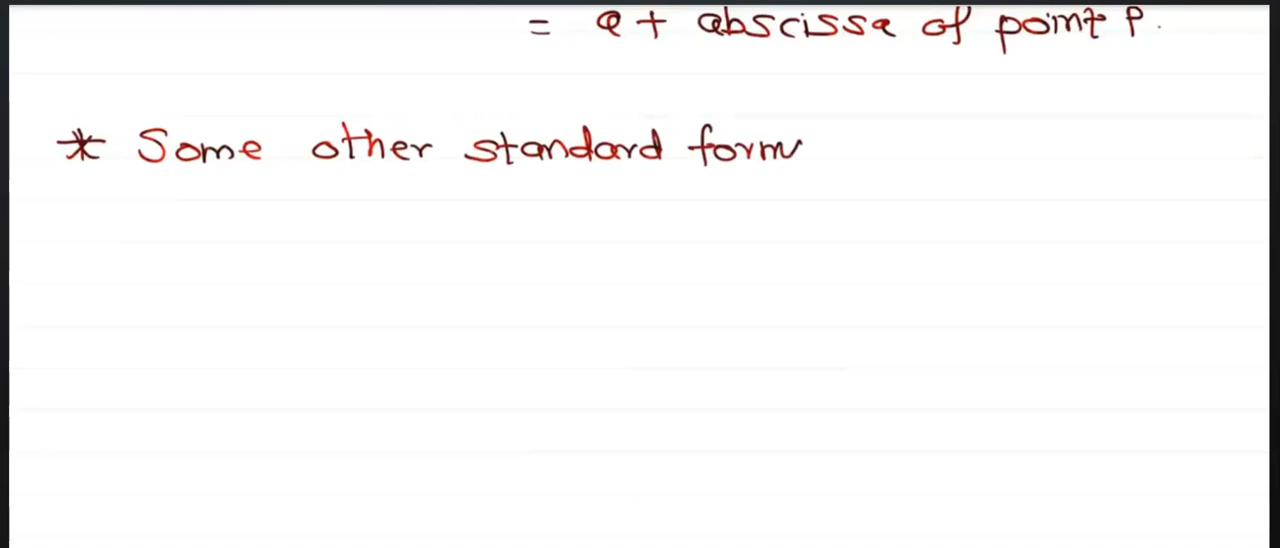 = a + abscissa of point P.
* Some other standard form